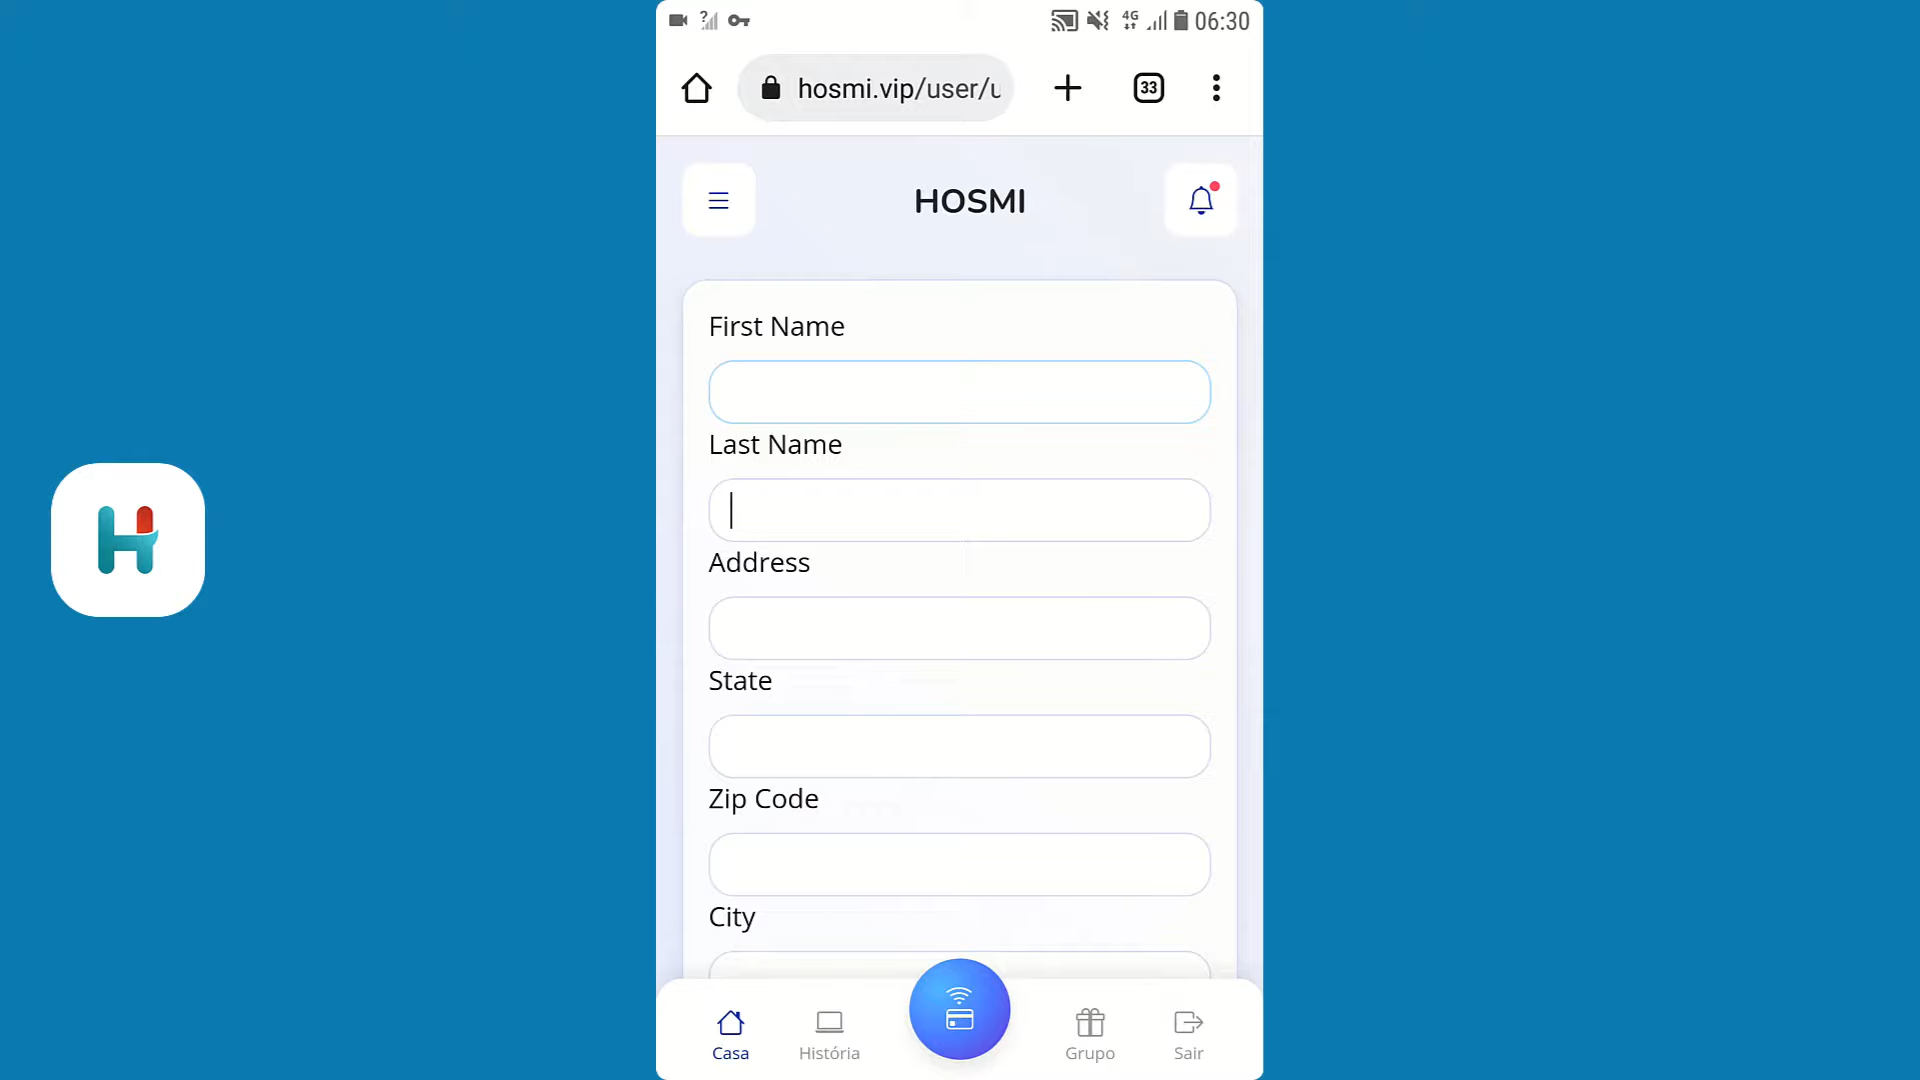 06:30
hosmi.vip/user/u
33
HOSMI
First Name
Last Name
Address
State
Zip Code
City
Casa
História
Grupo
Sair